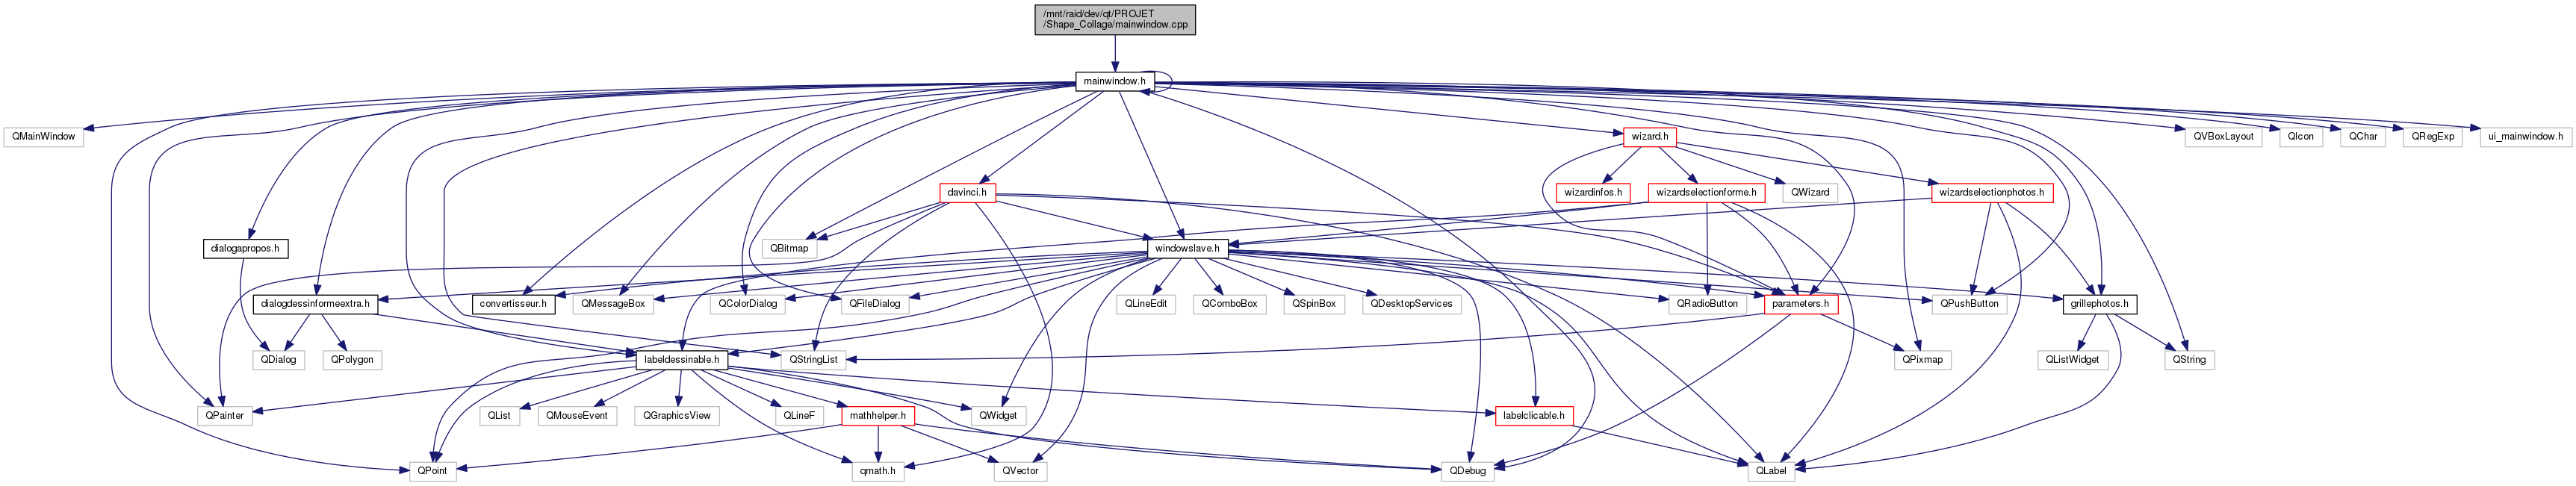 /mnt/raid/dev/qt/PROJET
/Shape_Collage/mainwindow.cpp
mainwindow.h
QMainWindow
wizard.h
QVBoxLayout
QIcon
QChar
QRegExp
ui_mainwindow.h
davinci.h
wizardinfos.h
wizardselectionforme.h
QWizard
wizardselectionphotos.h
dialogapropos.h
QBitmap
windowslave.h
dialogdessinformeextra.h
convertisseur.h
QMessageBox
QColorDialog
QFileDialog
QLineEdit
QComboBox
QSpinBox
QDesktopServices
QRadioButton
parameters.h
QPushButton
grillephotos.h
QDialog
QPolygon
labeldessinable.h
QStringList
QPixmap
QListWidget
QString
QPainter
QList
QMouseEvent
QGraphicsView
QLineF
mathhelper.h
QWidget
labelclicable.h
QPoint
qmath.h
QVector
QDebug
QLabel